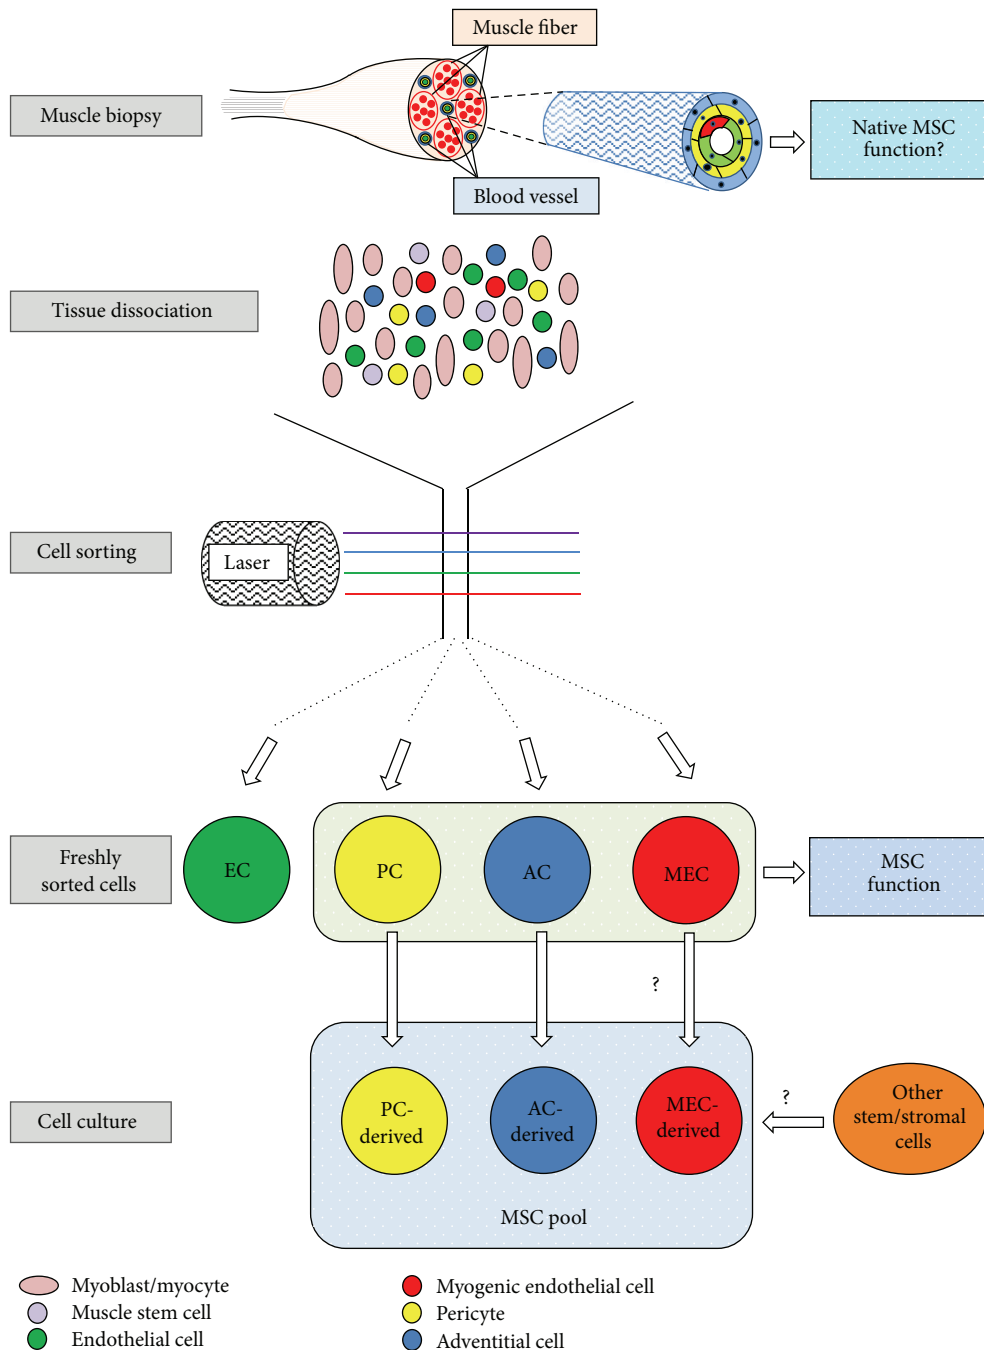 Muscle fiber
Muscle biopsy
Native MSC
function?
Blood vessel
Tissue dissociation
Cell sorting
Laser
Freshly
sorted cells
EC
PC
AC
MEC
MSC
function
?
Cell culture
PC-
derived
AC-
derived
MEC-
derived
?
Other
stem/stromal
cells
MSC pool
Myoblast/myocyte
Muscle stem cell
Endothelial cell
Myogenic endothelial cell
Pericyte
Adventitial cell